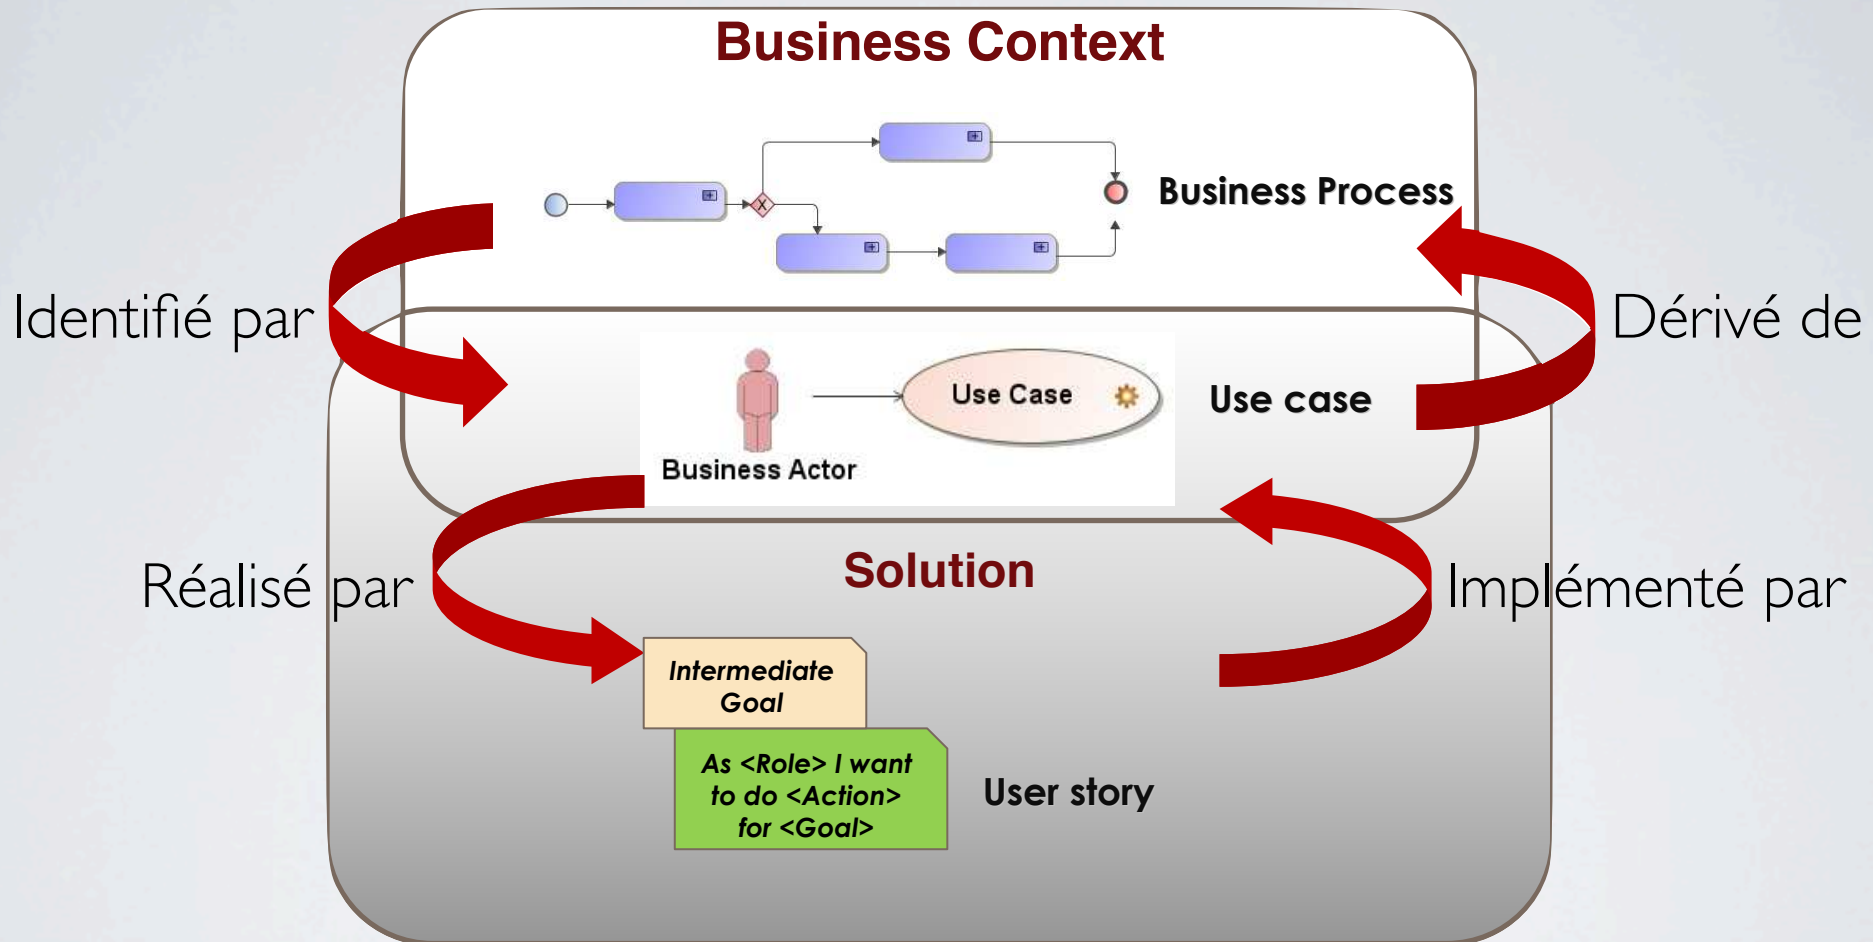 Business Context
X
Business Process
Identifié par
Dérivé de
Use Case
Use case
Business Actor
Réalisé par
Solution
Implémenté par
Intermediate
Goal
As <Role> I want
to do <Action>
for <Goal>
User story